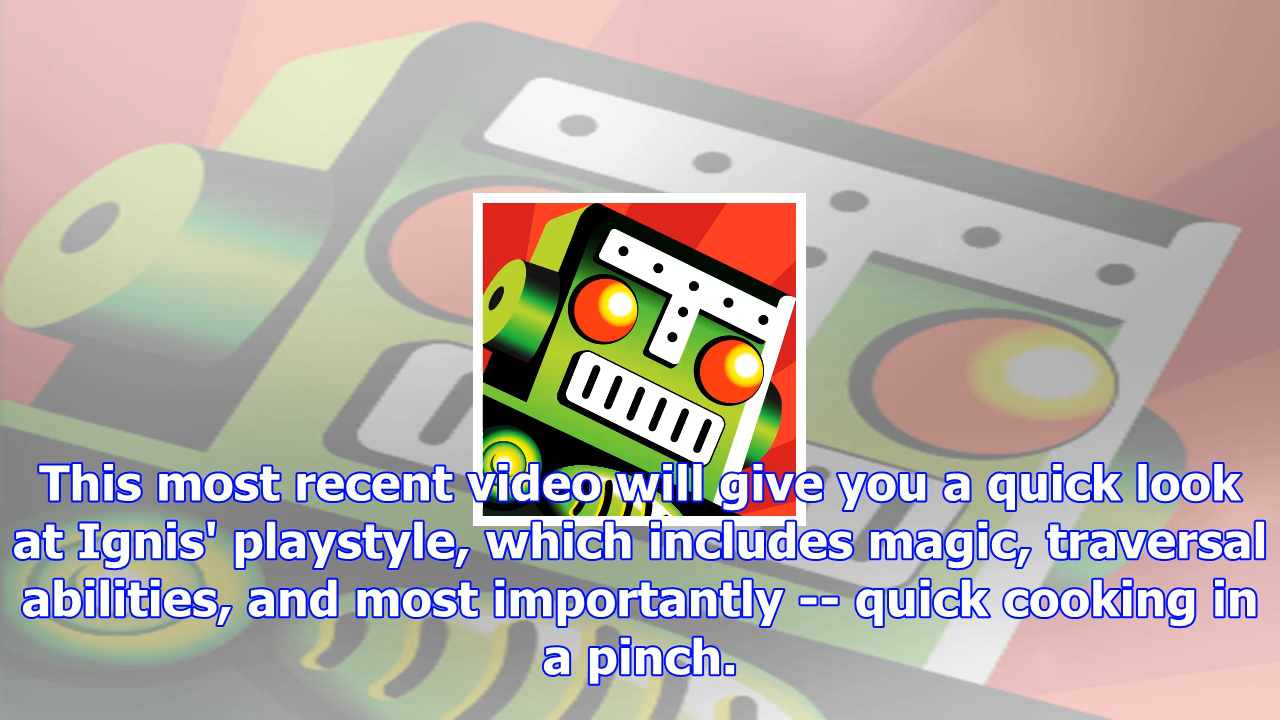 This most recent video will give you a quick look
at Ignis' playstyle, which includes magic, traversal
abilities, and most importantly -- quick cooking in
a pinch.